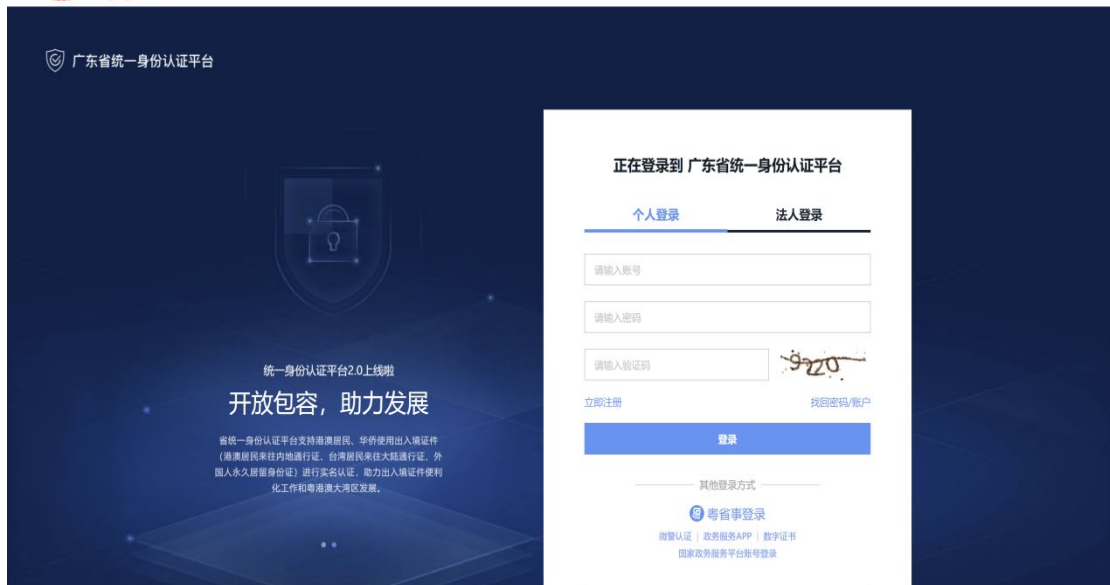 广东省统一身份认证平台
统一身份认证平台2.0上线啦
开放包容，助力发展
省统一身份认证平台支持港澳居民、华侨使用出入境证件
（港澳居民来往内地通行证、台湾居民来往大陆通行证、外
国人永久居留身份证）进行实名认证，助力出入境证件便利
化工作和粤港澳大湾区发展。
正在登录到 广东省统一身份认证平台
个人登录 法人登录
请输入账号
请输入密码
请输入验证码 9220
立即注册 找回密码/账户
登录
其他登录方式
粤省事登录
微警认证 | 政务服务APP | 数字证书
国家政务服务平台账号登录